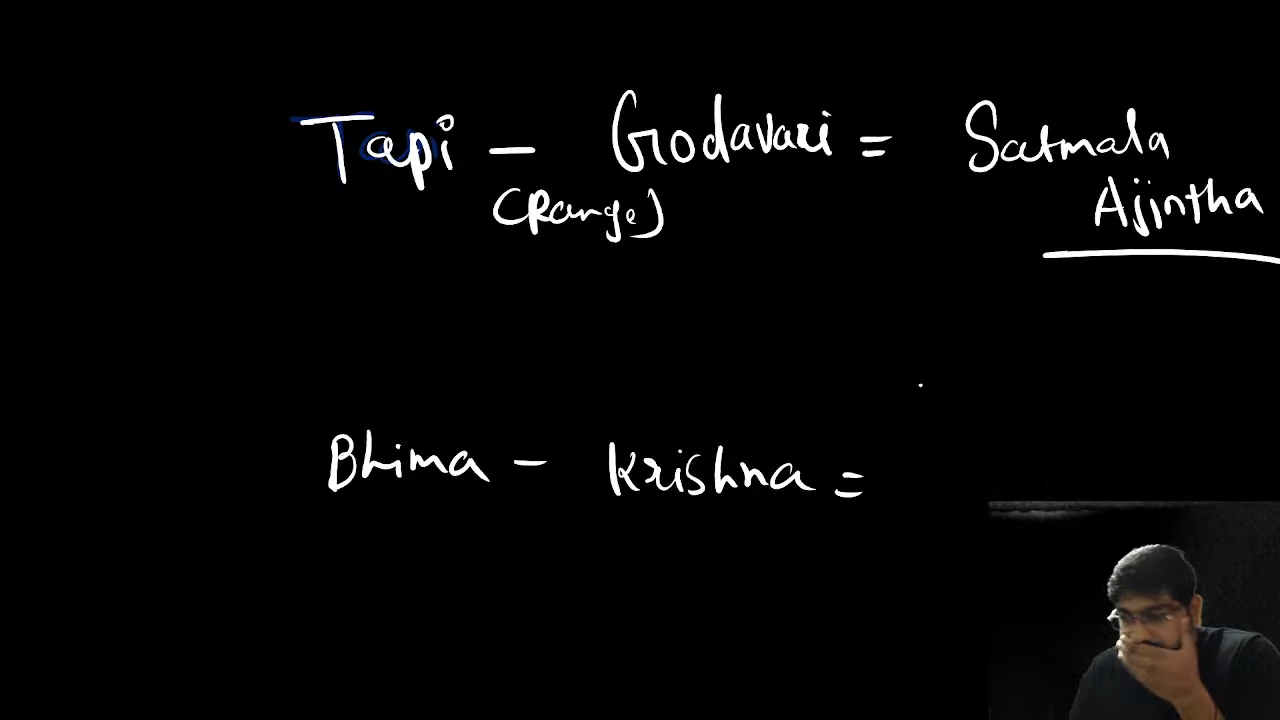 Tapi – Godavari = Satmala
(Range) Ajintha
Bhima – Krishna =